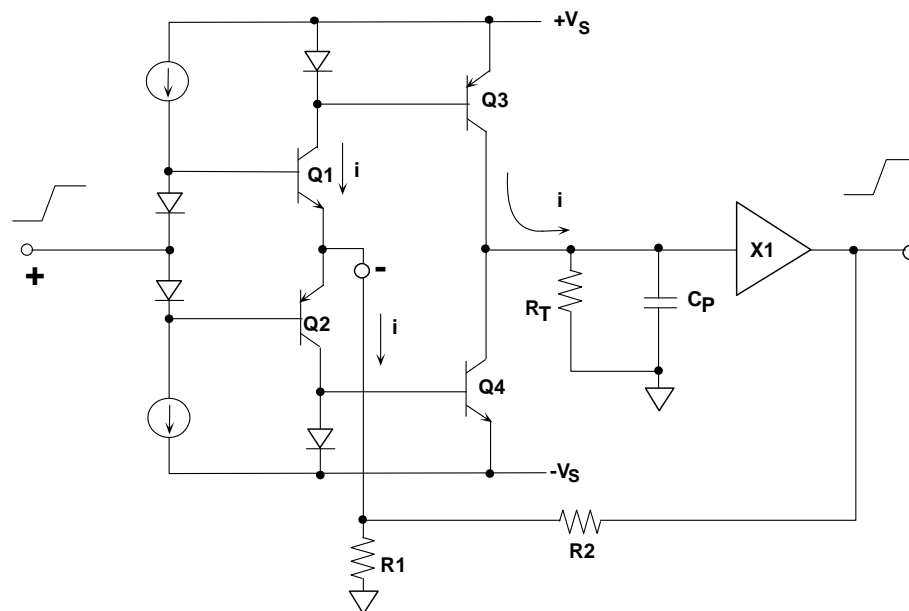 +VS
Q3
Q1
i
i
+
-
X1
RT
CP
Q2
i
Q4
-VS
R2
R1